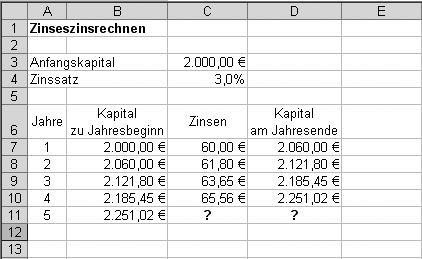 A B C D E
1 Zinseszinsrechnen
2
3 Anfangskapital 2.000,00 €
4 Zinssatz 3,0%
5
Kapital Kapital
6 Jahre zu Jahresbeginn Zinsen am Jahresende
7 1 2.000,00 € 60,00 € 2.060,00 €
8 2 2.060,00 € 61,80 € 2.121,80 €
9 3 2.121,80 € 63,65 € 2.185,45 €
10 4 2.185,45 € 65,56 € 2.251,02 €
11 5 2.251,02 € ? ?
12
13